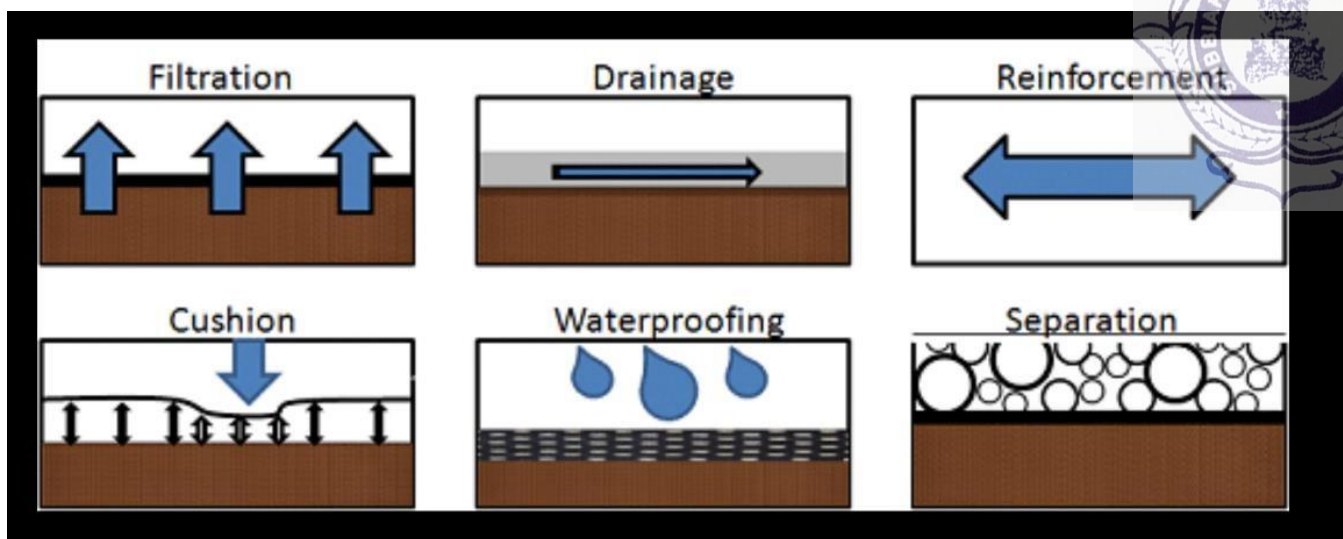 Filtration
Drainage
Reinforcement
Cushion
Waterproofing
Separation